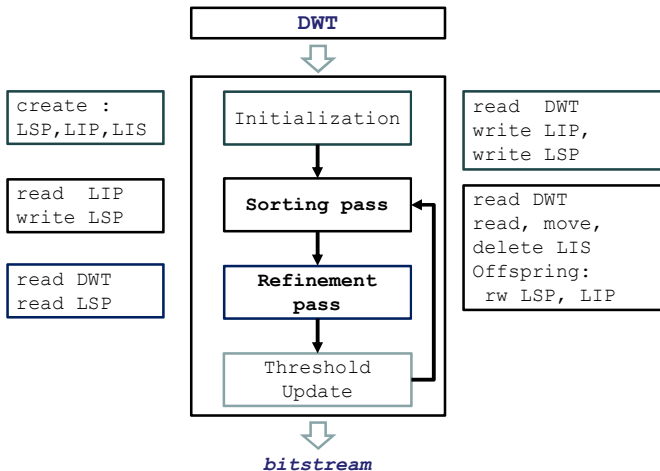 DWT
create :
LSP,LIP,LIS
read  LIP
write LSP
read DWT
read LSP
Initialization
Sorting pass
Refinement
pass
Threshold
Update
read  DWT
write LIP,
write LSP
read DWT
read, move,
delete LIS
Offspring:
rw LSP, LIP
bitstream